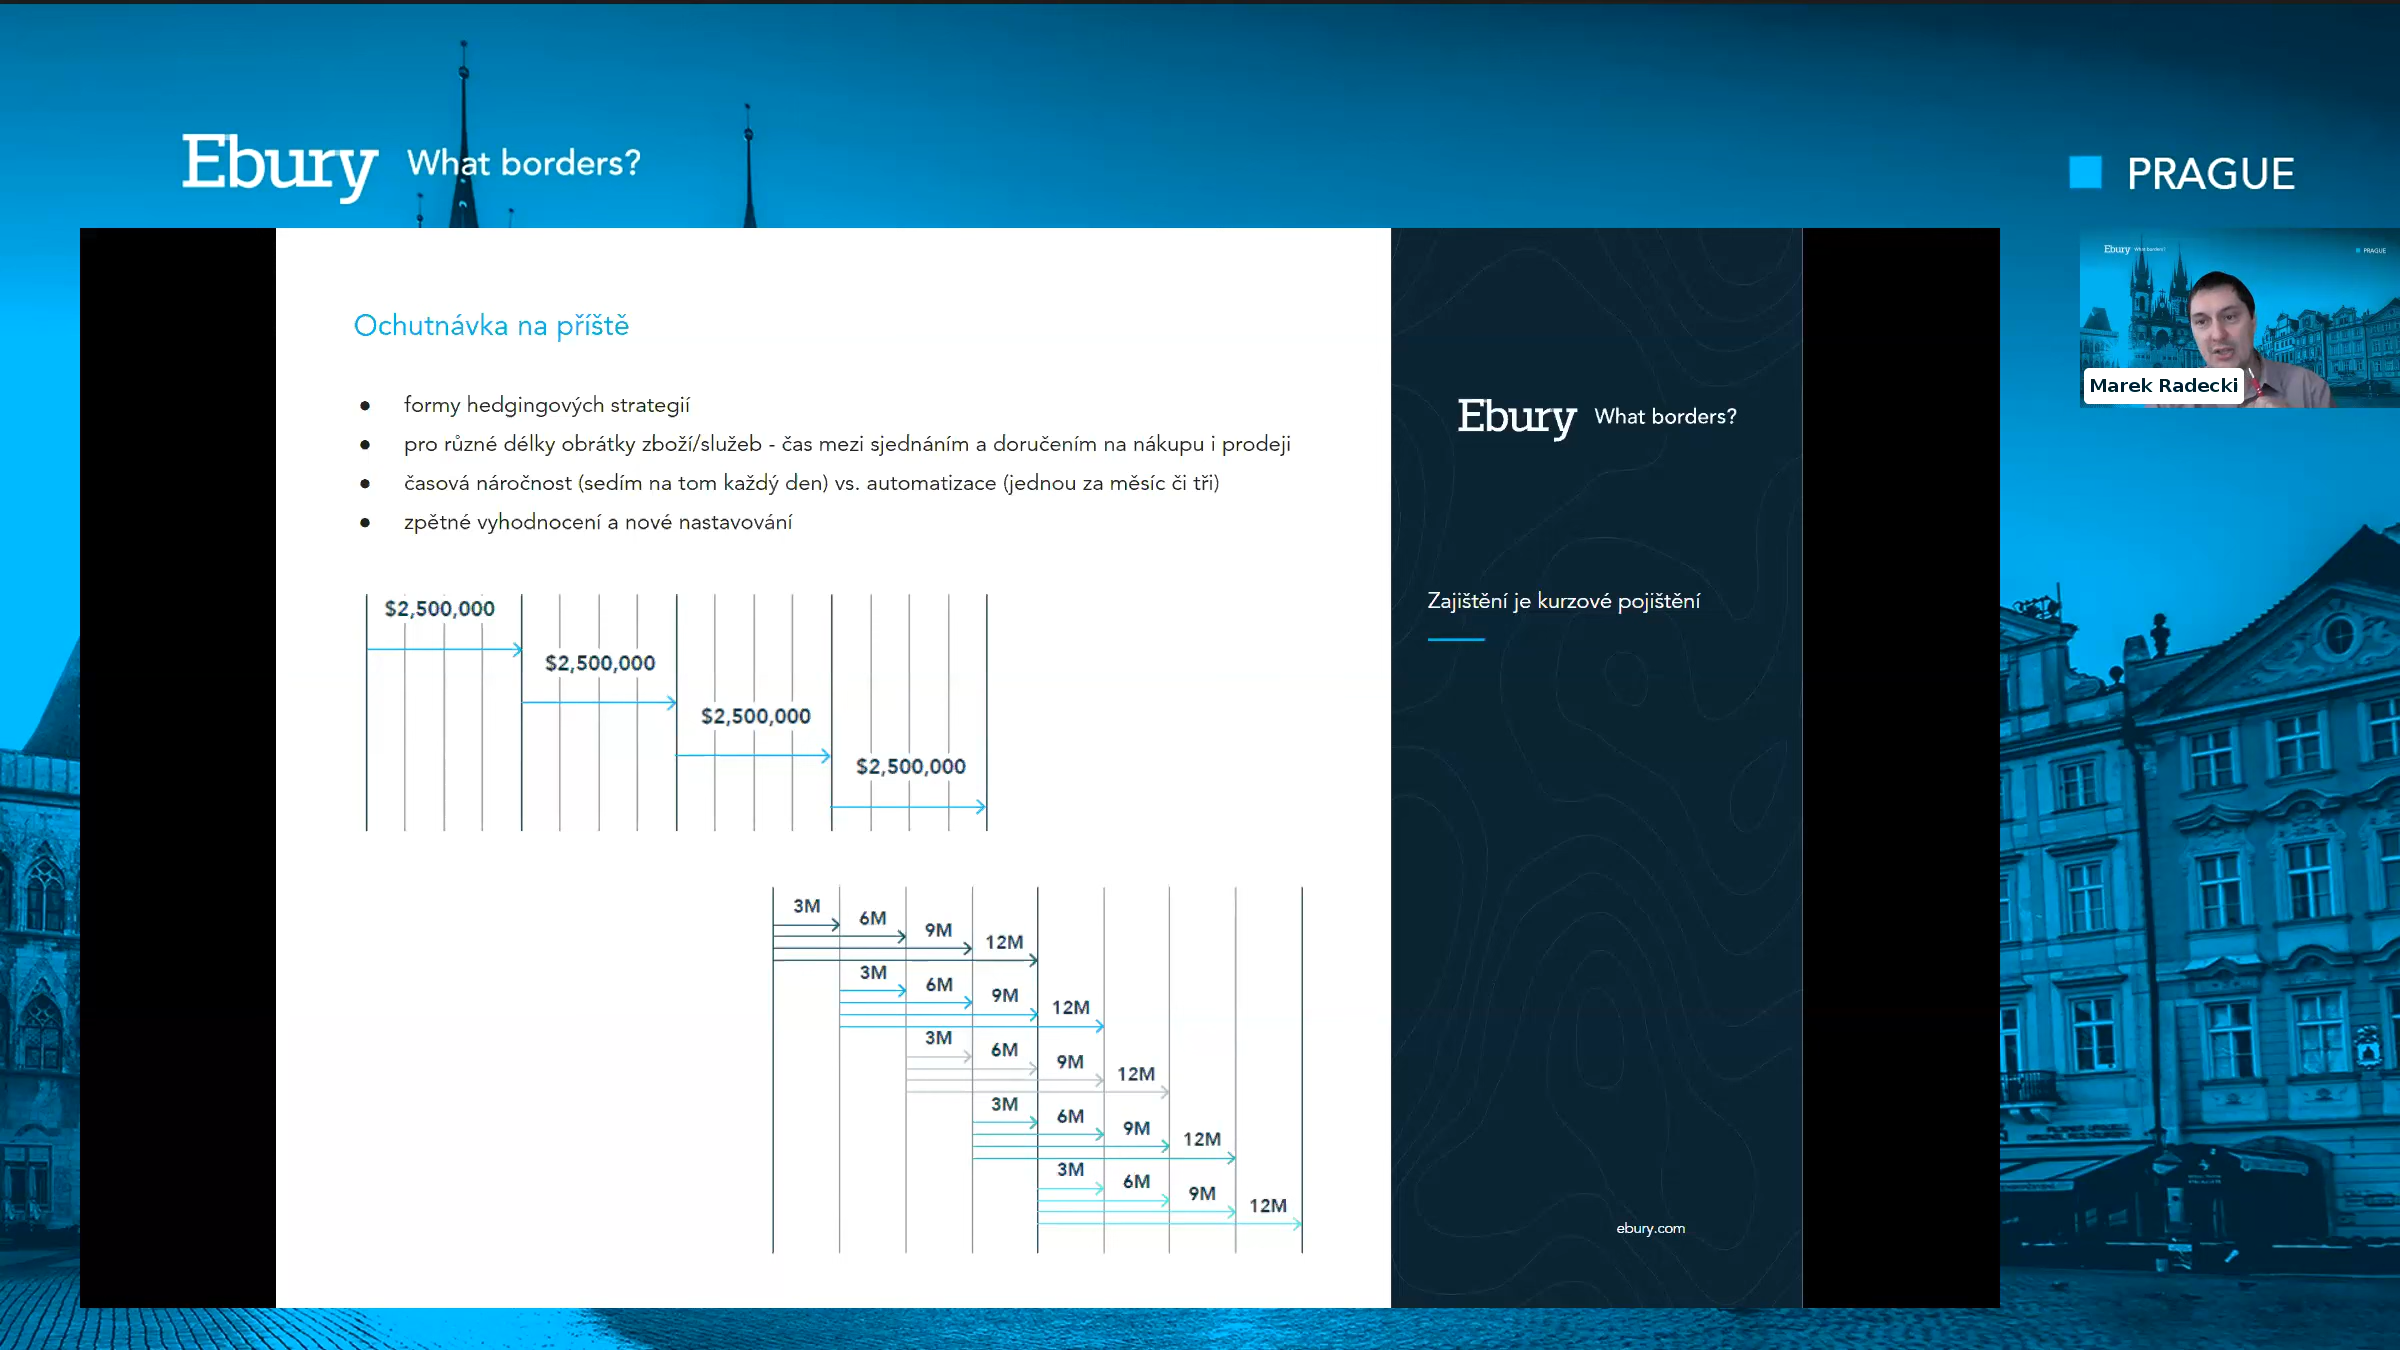 Ebury What borders?
PRAGUE
Ebury What borders?
PRAGUE
Marek Radecki
Ochutnávka na příště
● formy hedgingových strategií
● pro různé délky obrátky zboží/služeb - čas mezi sjednáním a doručením na nákupu i prodeji
● časová náročnost (sedím na tom každý den) vs. automatizace (jednou za měsíc či tři)
● zpětné vyhodnocení a nové nastavování
$2,500,000
$2,500,000
$2,500,000
$2,500,000
3M 6M 9M 12M
3M 6M 9M 12M
3M 6M 9M 12M
3M 6M 9M 12M
3M 6M 9M 12M
Ebury What borders?
Zajištění je kurzové pojištění
ebury.com